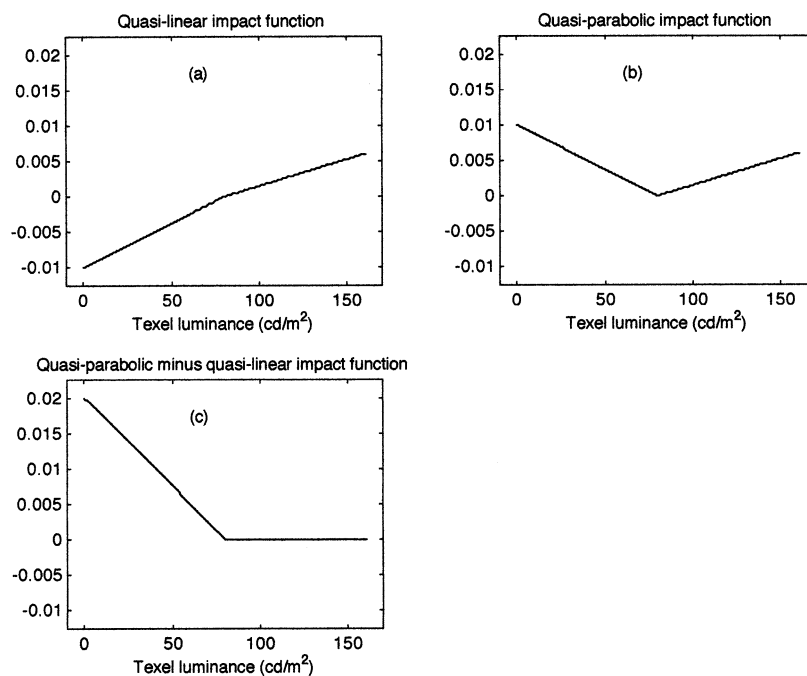 Quasi-linear impact function
(a)
0.02
0.015
0.01
0.005
0
-0.005
-0.01
0 50 100 150
Texel luminance (cd/m²)
Quasi-parabolic impact function
(b)
0.02
0.015
0.01
0.005
0
-0.005
-0.01
0 50 100 150
Texel luminance (cd/m²)
Quasi-parabolic minus quasi-linear impact function
(c)
0.02
0.015
0.01
0.005
0
-0.005
-0.01
0 50 100 150
Texel luminance (cd/m²)